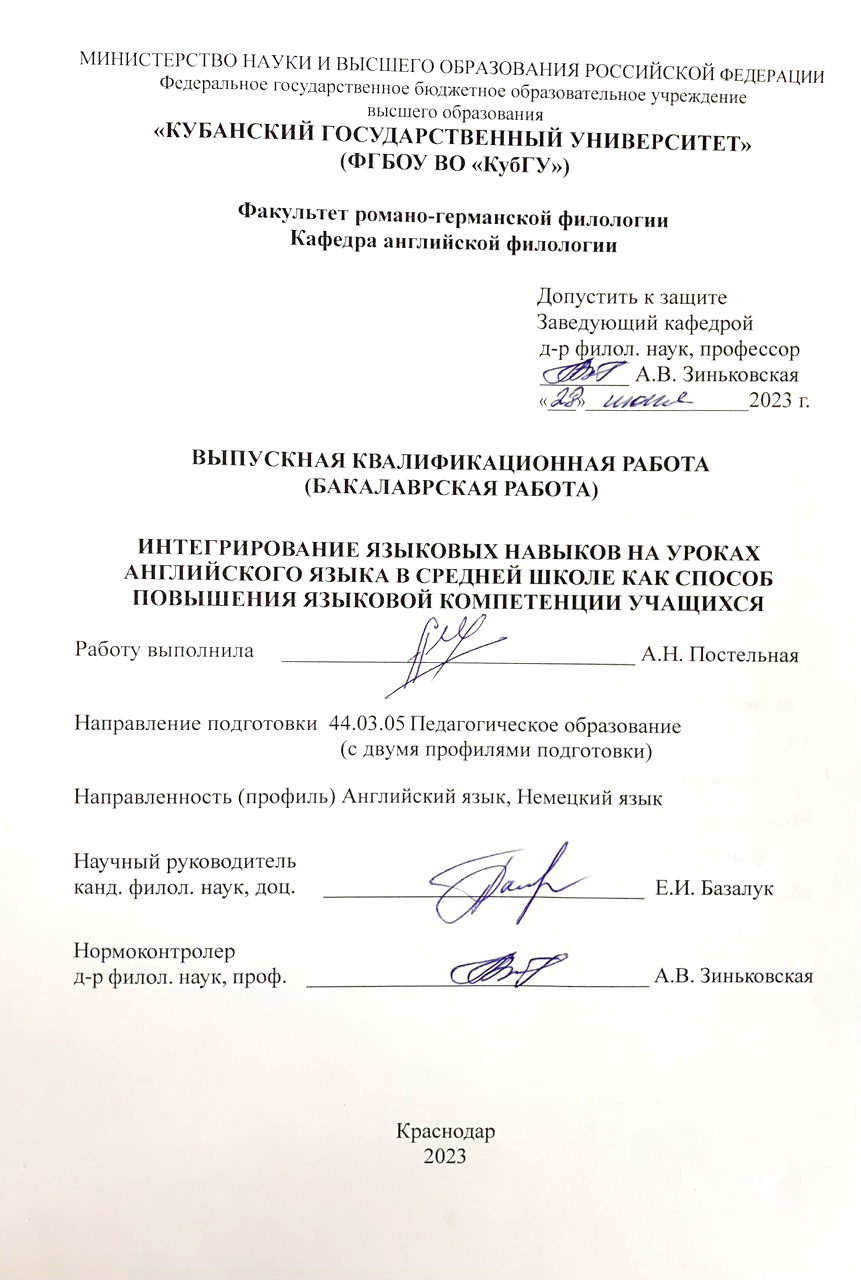 МИНИСТЕРСТВО НАУКИ И ВЫСШЕГО ОБРАЗОВАНИЯ РОССИЙСКОЙ ФЕДЕРАЦИИ
Федеральное государственное бюджетное образовательное учреждение
высшего образования
«КУБАНСКИЙ ГОСУДАРСТВЕННЫЙ УНИВЕРСИТЕТ»
(ФГБОУ ВО «КубГУ»)
Факультет романо-германской филологии
Кафедра английской филологии
Допустить к защите
Заведующий кафедрой
д-р филол. наук, профессор
А.В. Зиньковская
«28» июня 2023 г.
ВЫПУСКНАЯ КВАЛИФИКАЦИОННАЯ РАБОТА
(БАКАЛАВРСКАЯ РАБОТА)
ИНТЕГРИРОВАНИЕ ЯЗЫКОВЫХ НАВЫКОВ НА УРОКАХ
АНГЛИЙСКОГО ЯЗЫКА В СРЕДНЕЙ ШКОЛЕ КАК СПОСОБ
ПОВЫШЕНИЯ ЯЗЫКОВОЙ КОМПЕТЕНЦИИ УЧАЩИХСЯ
Работу выполнила А.Н. Постельная
Направление подготовки 44.03.05 Педагогическое образование
(с двумя профилями подготовки)
Направленность (профиль) Английский язык, Немецкий язык
Научный руководитель
канд. филол. наук, доц. Е.И. Базалук
Нормоконтролер
д-р филол. наук, проф. А.В. Зиньковская
Краснодар
2023